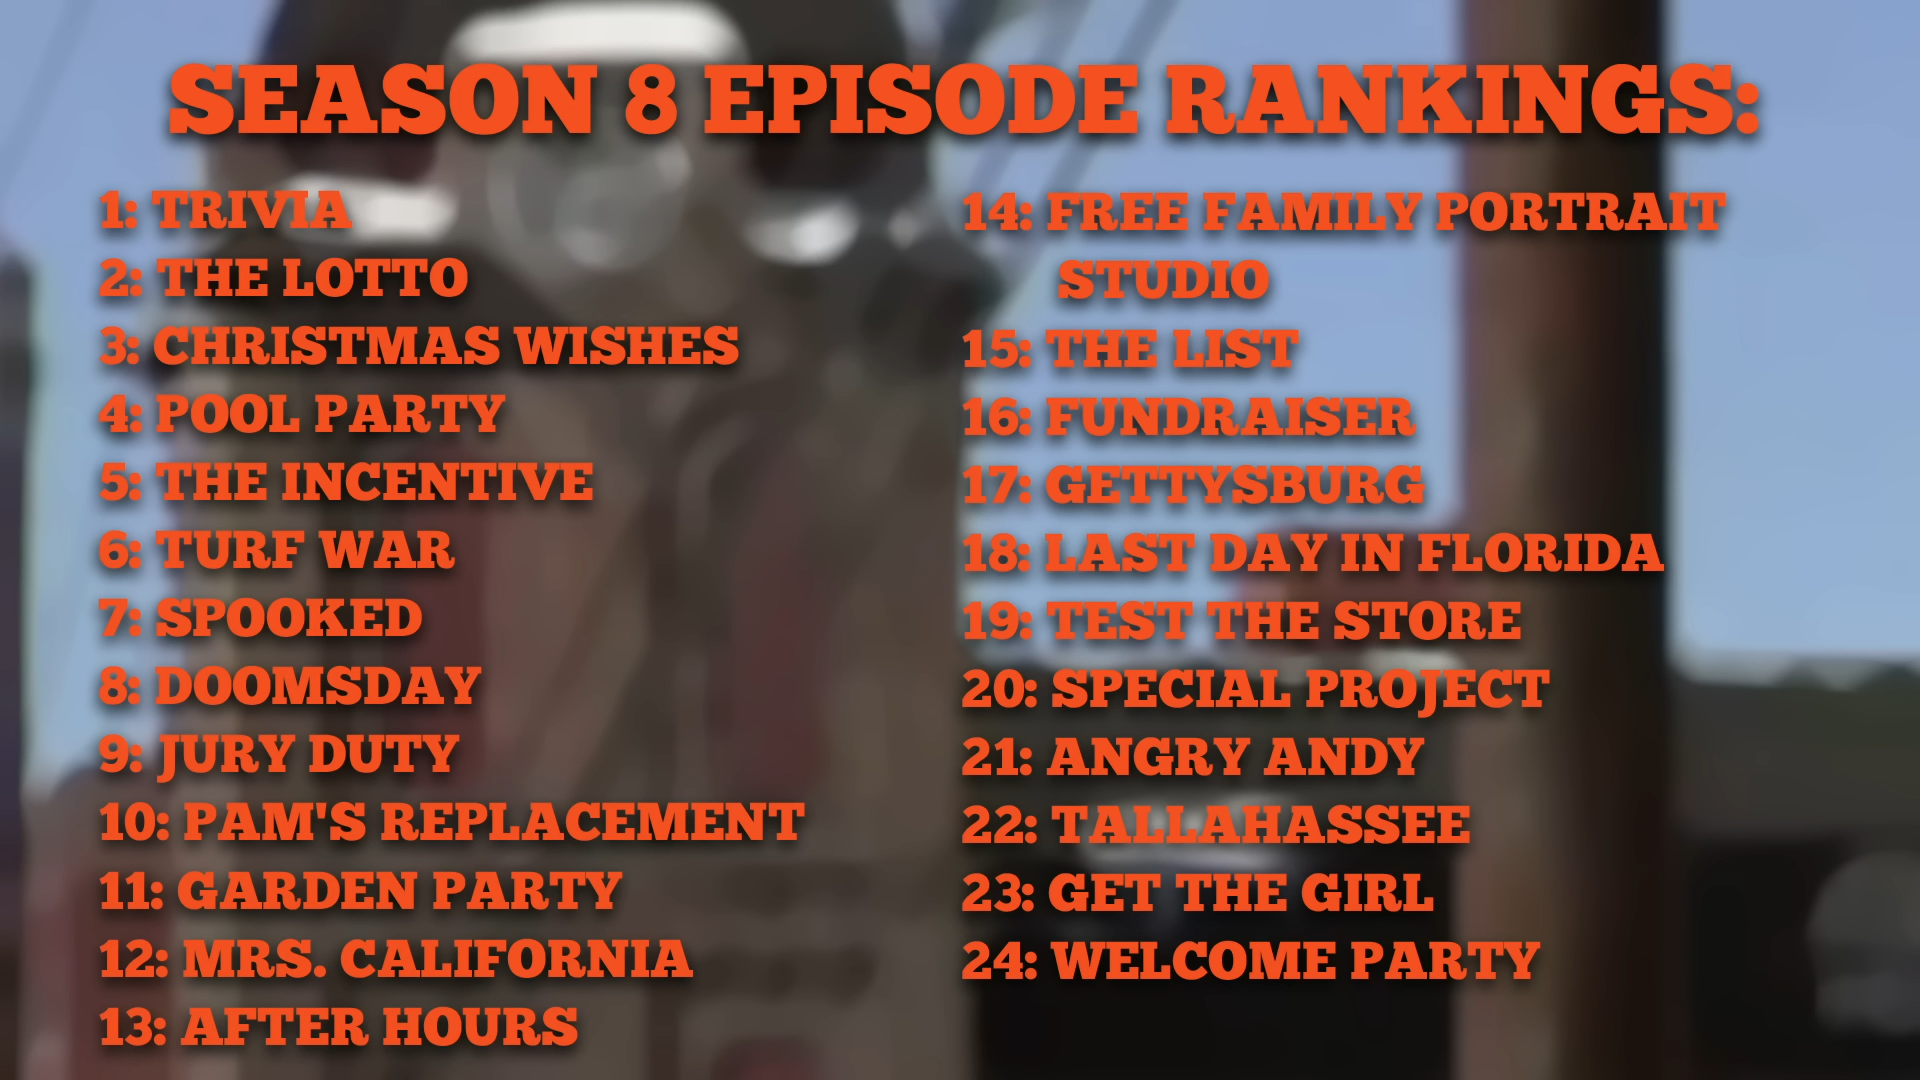 SEASON 8 EPISODE RANKINGS:
1: TRIVIA
2: THE LOTTO
3: CHRISTMAS WISHES
4: POOL PARTY
5: THE INCENTIVE
6: TURF WAR
7: SPOOKED
8: DOOMSDAY
9: JURY DUTY
10: PAM'S REPLACEMENT
11: GARDEN PARTY
12: MRS. CALIFORNIA
13: AFTER HOURS
14: FREE FAMILY PORTRAIT
STUDIO
15: THE LIST
16: FUNDRAISER
17: GETTYSBURG
18: LAST DAY IN FLORIDA
19: TEST THE STORE
20: SPECIAL PROJECT
21: ANGRY ANDY
22: TALLAHASSEE
23: GET THE GIRL
24: WELCOME PARTY